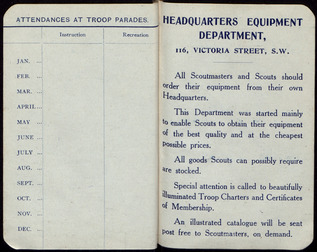 ATTENDANCES AT TROOP PARADES.
Instruction Recreation
JAN. ...
FEB. ...
MAR. ...
APRIL ...
MAY ...
JUNE ...
JULY ...
AUG. ...
SEPT. ...
OCT. ...
NOV. ...
DEC. ...
HEADQUARTERS EQUIPMENT
DEPARTMENT,
116, VICTORIA STREET, S.W.
All Scoutmasters and Scouts should
order their equipment from their own
Headquarters.
This Department was started mainly
to enable Scouts to obtain their equipment
of the best quality and at the cheapest
possible prices.
All goods Scouts can possibly require
are stocked.
Special attention is called to beautifully
illuminated Troop Charters and Certificates
of Membership.
An illustrated catalogue will be sent
post free to Scoutmasters, on demand.